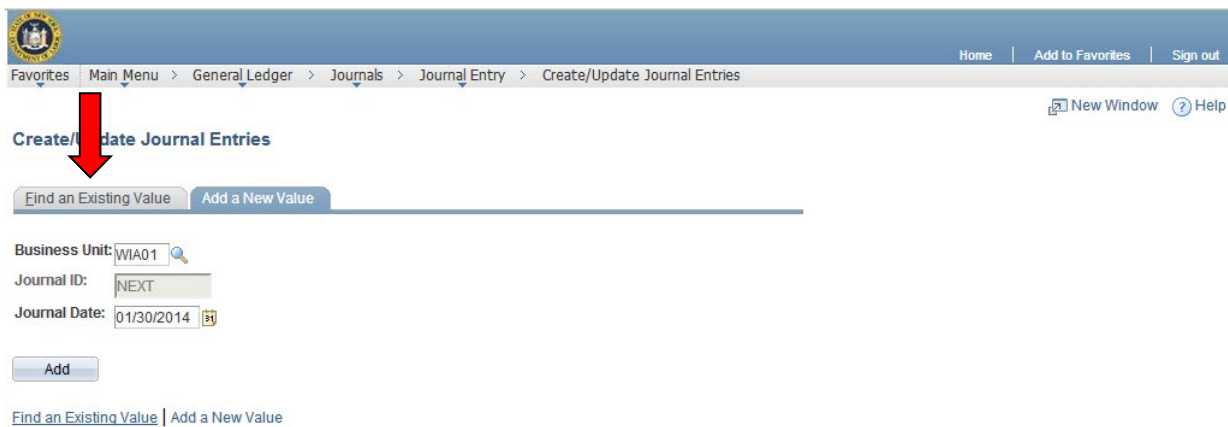 Home | Add to Favorites | Sign out
Favorites Main Menu > General Ledger > Journals > Journal Entry > Create/Update Journal Entries
New Window ? Help
Create/Update Journal Entries
Find an Existing Value Add a New Value
Business Unit: WIA01
Journal ID: NEXT
Journal Date: 01/30/2014 31
Add
Find an Existing Value | Add a New Value